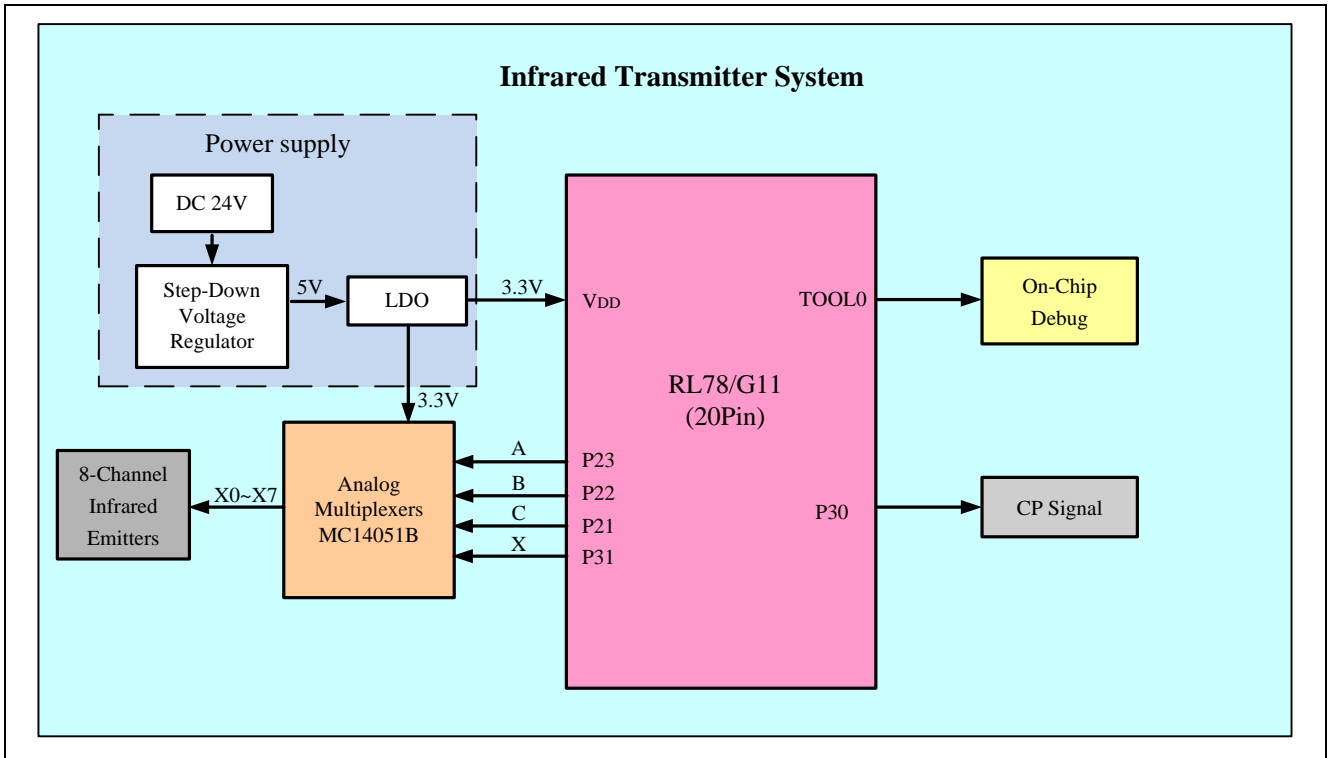 Infrared Transmitter System
Power supply
DC 24V
Step-Down
Voltage
Regulator
5V
LDO
3.3V
3.3V
VDD
TOOL0
On-Chip
Debug
RL78/G11
(20Pin)
8-Channel
Infrared
Emitters
X0~X7
Analog
Multiplexers
MC14051B
A
P23
B
P22
C
P21
X
P31
P30
CP Signal